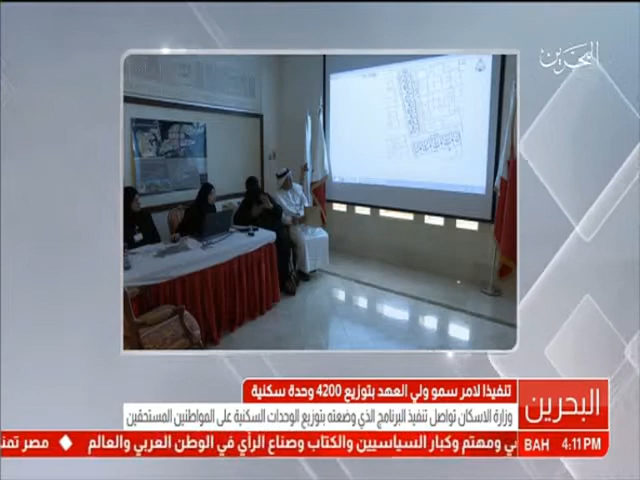 البحرين
تنفيذا لامر سمو ولي العهد بتوزيع 4200 وحدة سكنية
وزارة الاسكان تواصل تنفيذ البرنامج الذي وضعته بتوزيع الوحدات السكنية على المواطنين المستحقين
البحرين
BAH 4:11PM
ومهتم وكبار السياسيين والكتاب وصناع الرأي في الوطن العربي والعالم • مصر تمنى